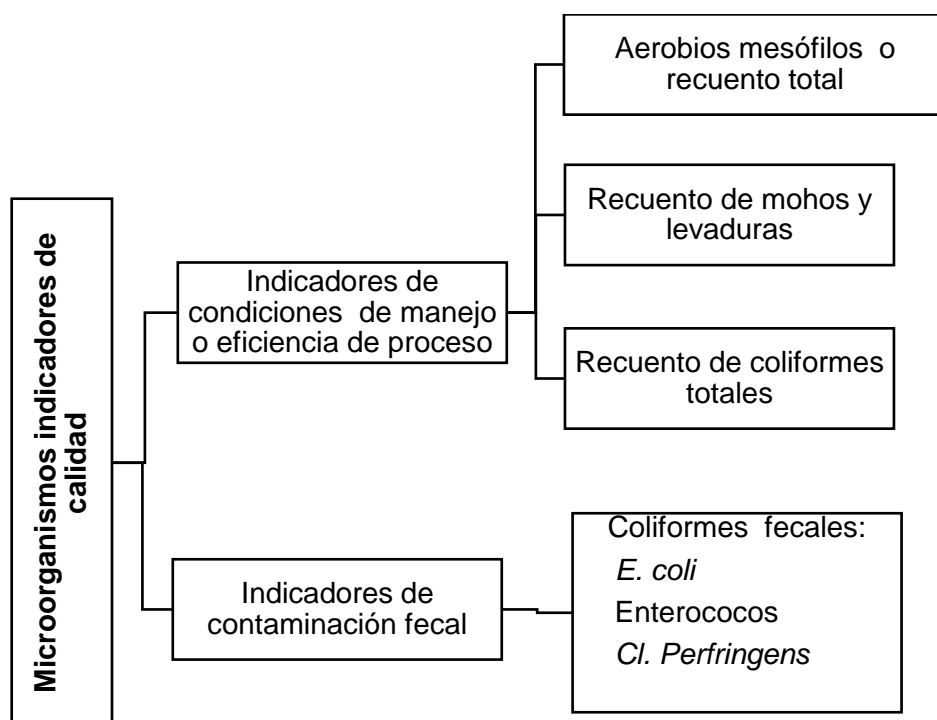 Microorganismos indicadores de
calidad
Indicadores de
condiciones de manejo
o eficiencia de proceso
Aerobios mesófilos o
recuento total
Recuento de mohos y
levaduras
Recuento de coliformes
totales
Indicadores de
contaminación fecal
Coliformes fecales:
E. coli
Enterococos
Cl. Perfringens